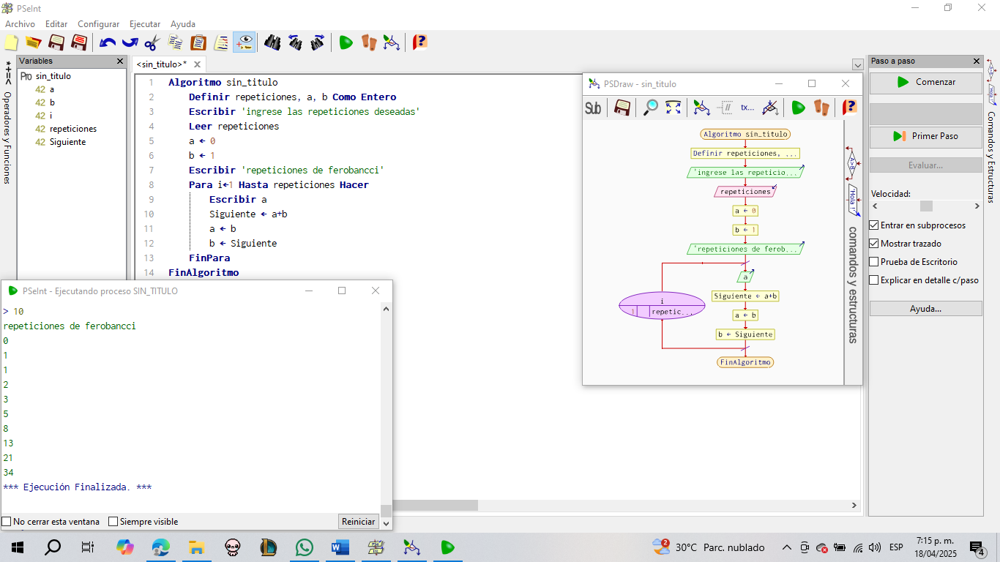 PSeInt
Archivo Editar Configurar Ejecutar Ayuda
Variables
Pro sin_titulo
42 a
42 b
42 i
42 repeticiones
42 Siguiente
*+=< Operadores y Funciones
<sin_titulo>*
1 Algoritmo sin_titulo
2 Definir repeticiones, a, b Como Entero
3 Escribir 'ingrese las repeticiones deseadas'
4 Leer repeticiones
5 a ← 0
6 b ← 1
7 Escribir 'repeticiones de ferobancci'
8 Para i←1 Hasta repeticiones Hacer
9 Escribir a
10 Siguiente ← a+b
11 a ← b
12 b ← Siguiente
13 FinPara
14 FinAlgoritmo
PSeInt - Ejecutando proceso SIN_TITULO
> 10
repeticiones de ferobancci
0
1
1
2
3
5
8
13
21
34
*** Ejecución Finalizada. ***
No cerrar esta ventana Siempre visible Reiniciar
PSDraw - sin_titulo
Sub
tx...
Algoritmo sin_titulo
Definir repeticiones, ...
'ingrese las repeticio...
repeticiones
a ← 0
b ← 1
'repeticiones de ferob...
a
i
1 repetic...
Siguiente ← a+b
a ← b
b ← Siguiente
FinAlgoritmo
A>B
'Hola !'
comandos y estructuras
Paso a paso
Comenzar
Primer Paso
Evaluar...
Velocidad:
Entrar en subprocesos
Mostrar trazado
Prueba de Escritorio
Explicar en detalle c/paso
Ayuda...
A>B
'Hola !'
Comandos y Estructuras
2
30°C Parc. nublado
ESP
7:15 p. m.
18/04/2025
4